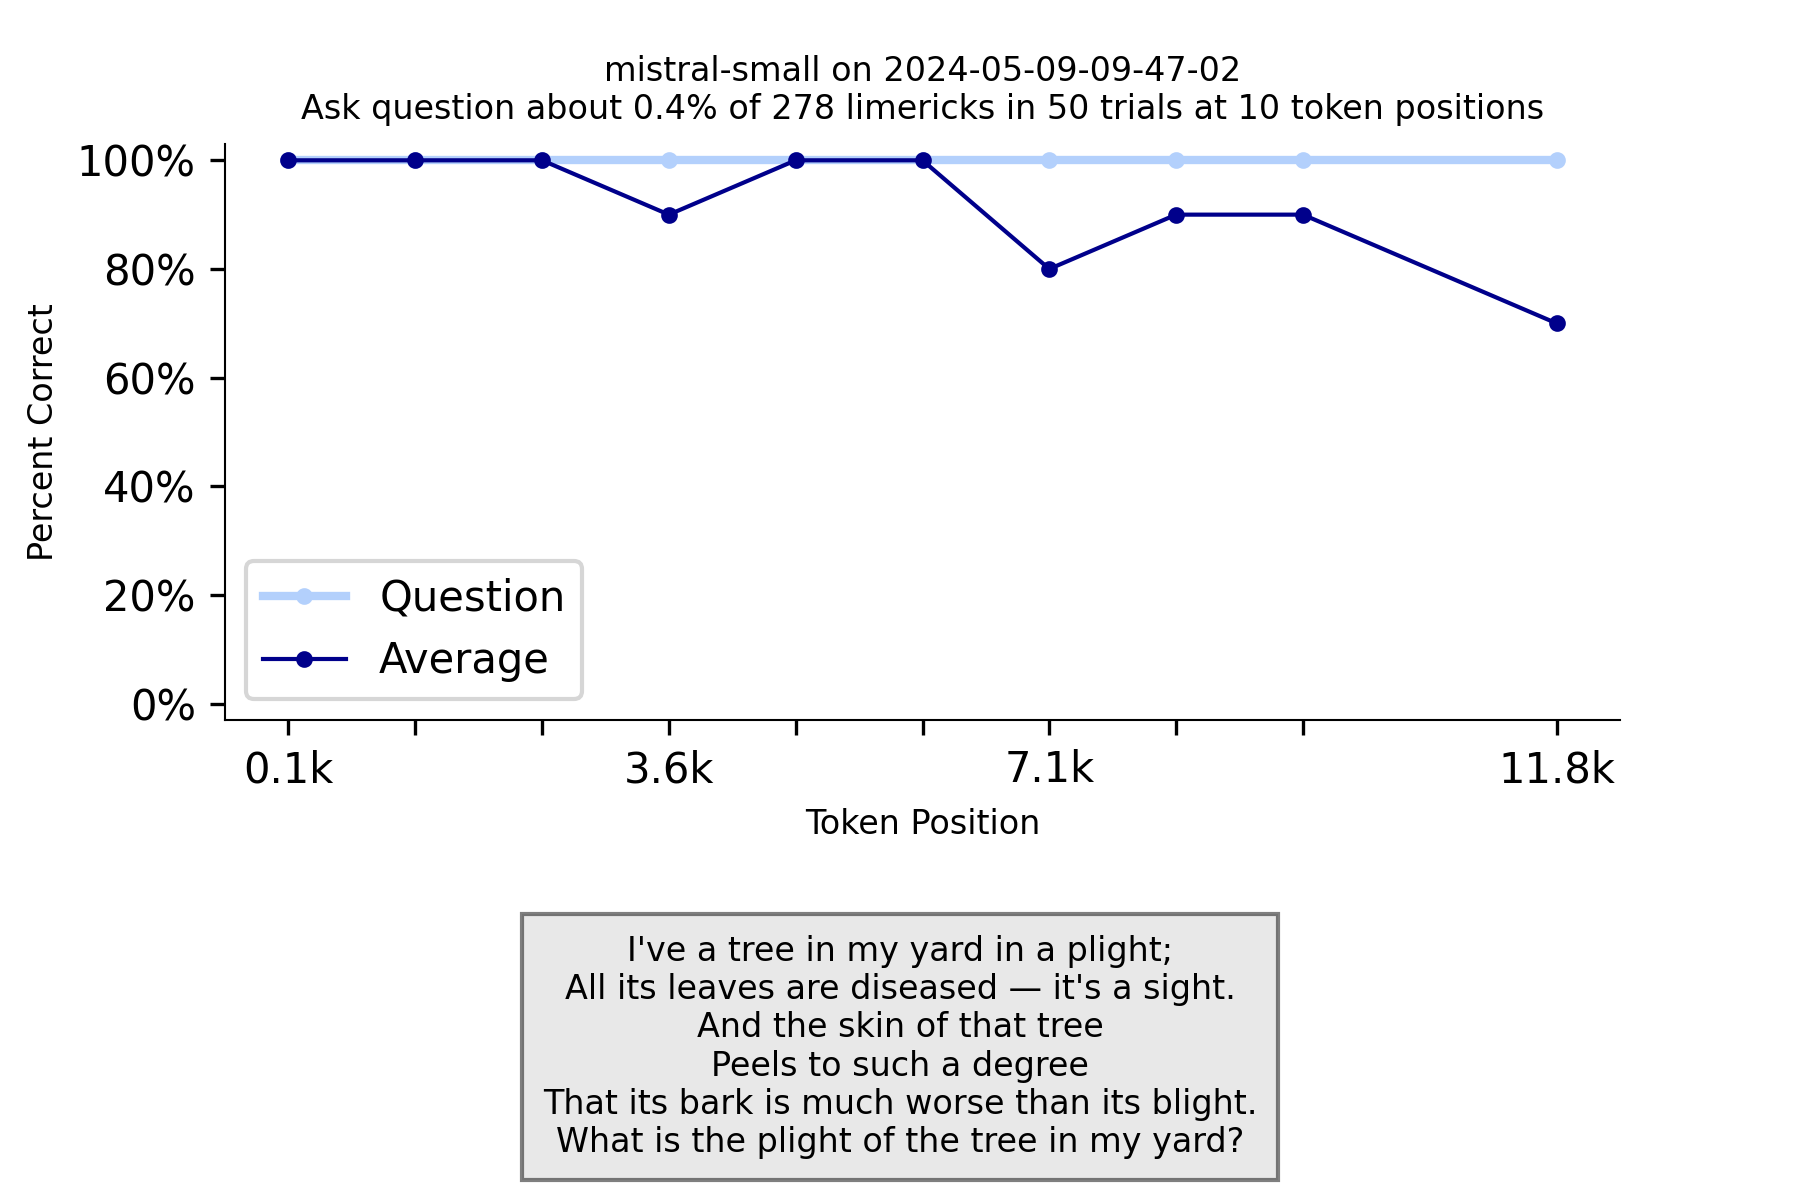 mistral-small on 2024-05-09-09-47-02
Ask question about 0.4% of 278 limericks in 50 trials at 10 token positions
100%
80%
60%
40%
20%
0%
Percent Correct
Question
Average
0.1k
3.6k
7.1k
11.8k
Token Position
I've a tree in my yard in a plight;
All its leaves are diseased — it's a sight.
And the skin of that tree
Peels to such a degree
That its bark is much worse than its blight.
What is the plight of the tree in my yard?